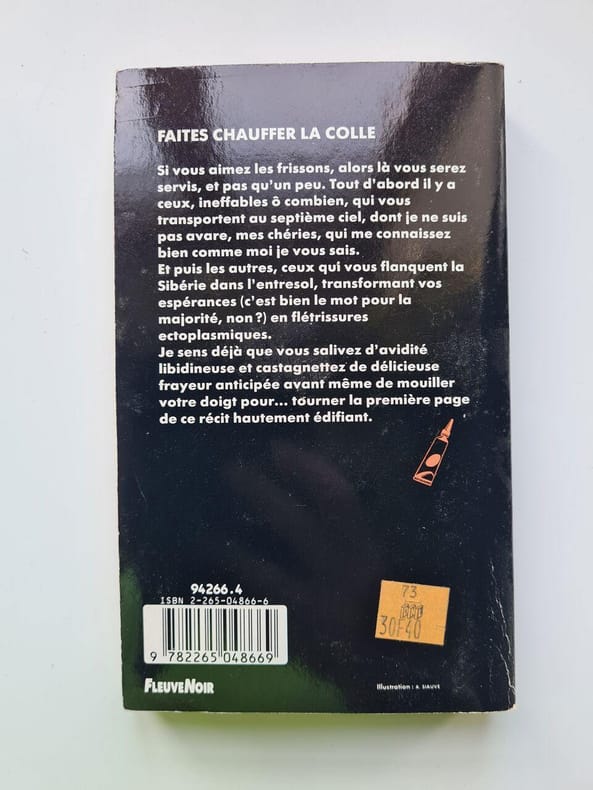 FAITES CHAUFFER LA COLLE
Si vous aimez les frissons, alors là vous serez
servis, et pas qu'un peu. Tout d'abord il y a
ceux, ineffables ô combien, qui vous
transportent au septième ciel, dont je ne suis
pas avare, mes chéries, qui me connaissez
bien comme moi je vous sais.
Et puis les autres, ceux qui vous flanquent la
Sibérie dans l'entresol, transformant vos
espérances (c'est bien le mot pour la
majorité, non ?) en flétrissures
ectoplasmiques.
Je sens déjà que vous salivez d'avidité
libidineuse et castagnettez de délicieuse
frayeur anticipée avant même de mouiller
votre doigt pour... tourner la première page
de ce récit hautement édifiant.
94266.4
ISBN 2-265-04866-6
9 782265 048669
73
30F40
FLEUVE NOIR
Illustration : A. SIAUVE